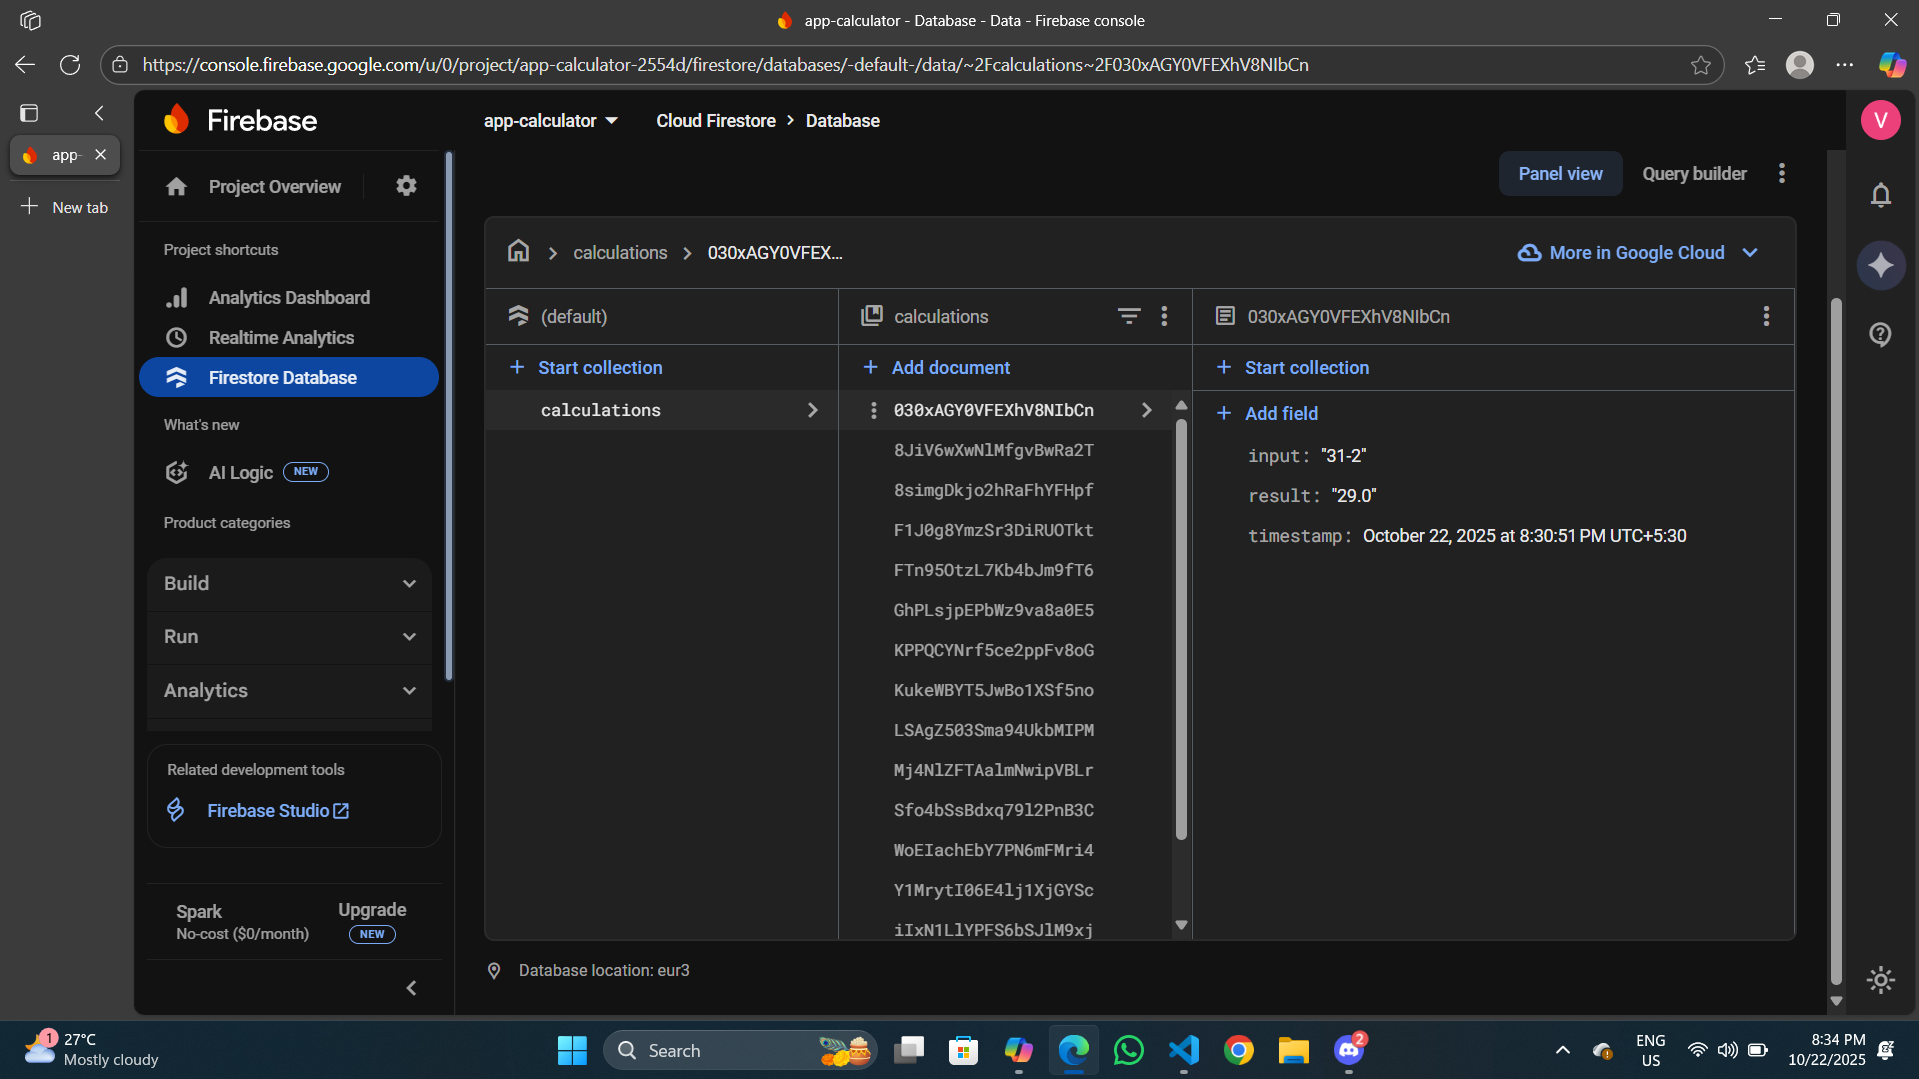 app-calculator - Database - Data - Firebase console
https://console.firebase.google.com/u/0/project/app-calculator-2554d/firestore/databases/-default-/data/~2Fcalculations~2F030xAGY0VFEXhV8NIbCn
app-
New tab
Firebase
app-calculator
Cloud Firestore > Database
V
Project Overview
Panel view
Query builder
Project shortcuts
Analytics Dashboard
Realtime Analytics
Firestore Database
What's new
AI Logic NEW
Product categories
Build
Run
Analytics
Related development tools
Firebase Studio
Spark
No-cost ($0/month)
Upgrade
NEW
calculations > 030xAGY0VFEX...
More in Google Cloud
(default)
+ Start collection
calculations
calculations
+ Add document
030xAGY0VFEXhV8NIbCn
8JiV6wXwNlMfgvBwRa2T
8simgDkjo2hRaFhYFHpf
F1J0g8YmzSr3DiRUOTkt
FTn95OtzL7Kb4bJm9fT6
GhPLsjpEPbWz9va8a0E5
KPPQCYNrf5ce2ppFv8oG
KukeWBYT5JwBo1XSf5no
LSAgZ503Sma94UkbMIPM
Mj4NlZFTAalmNwipVBLr
Sfo4bSsBdxq79l2PnB3C
WoEIachEbY7PN6mFMri4
Y1MrytI06E4lj1XjGYSc
iIxN1LlYPFS6bSJlM9xj
030xAGY0VFEXhV8NIbCn
+ Start collection
+ Add field
input: "31-2"
result: "29.0"
timestamp: October 22, 2025 at 8:30:51 PM UTC+5:30
Database location: eur3
1
27°C
Mostly cloudy
Search
2
ENG
US
8:34 PM
10/22/2025